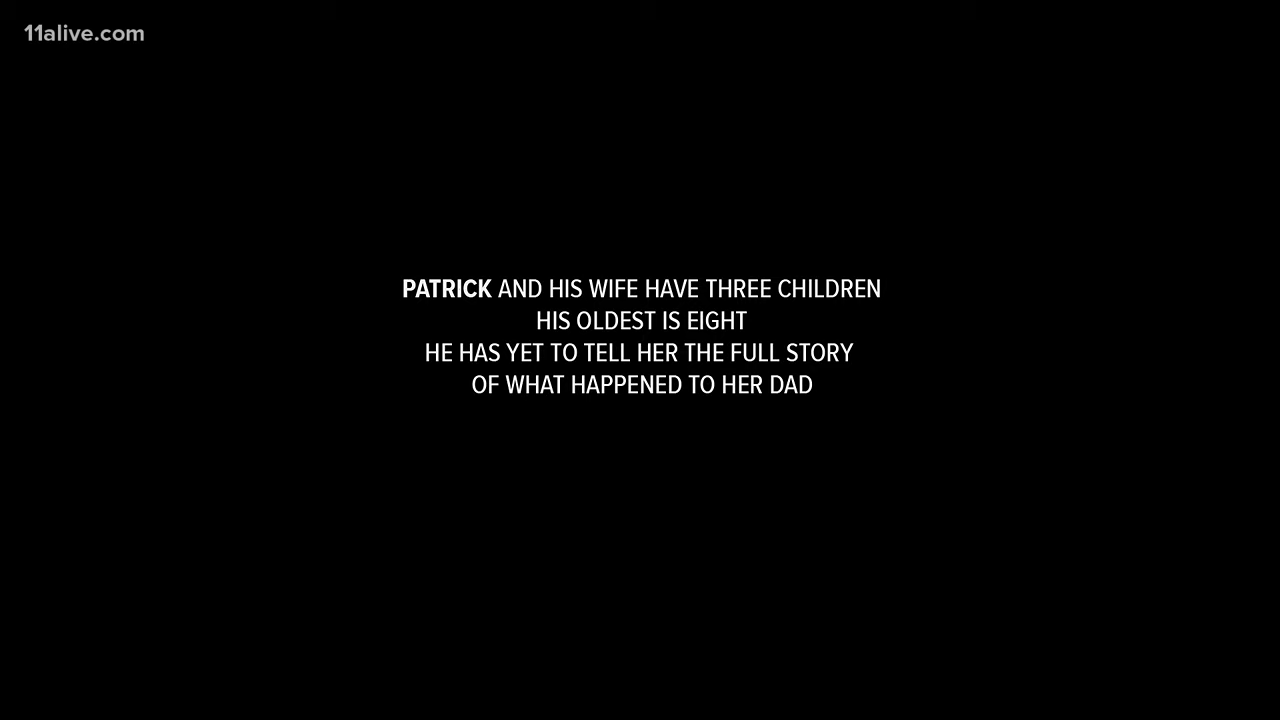 11alive.com
PATRICK AND HIS WIFE HAVE THREE CHILDREN
HIS OLDEST IS EIGHT
HE HAS YET TO TELL HER THE FULL STORY
OF WHAT HAPPENED TO HER DAD